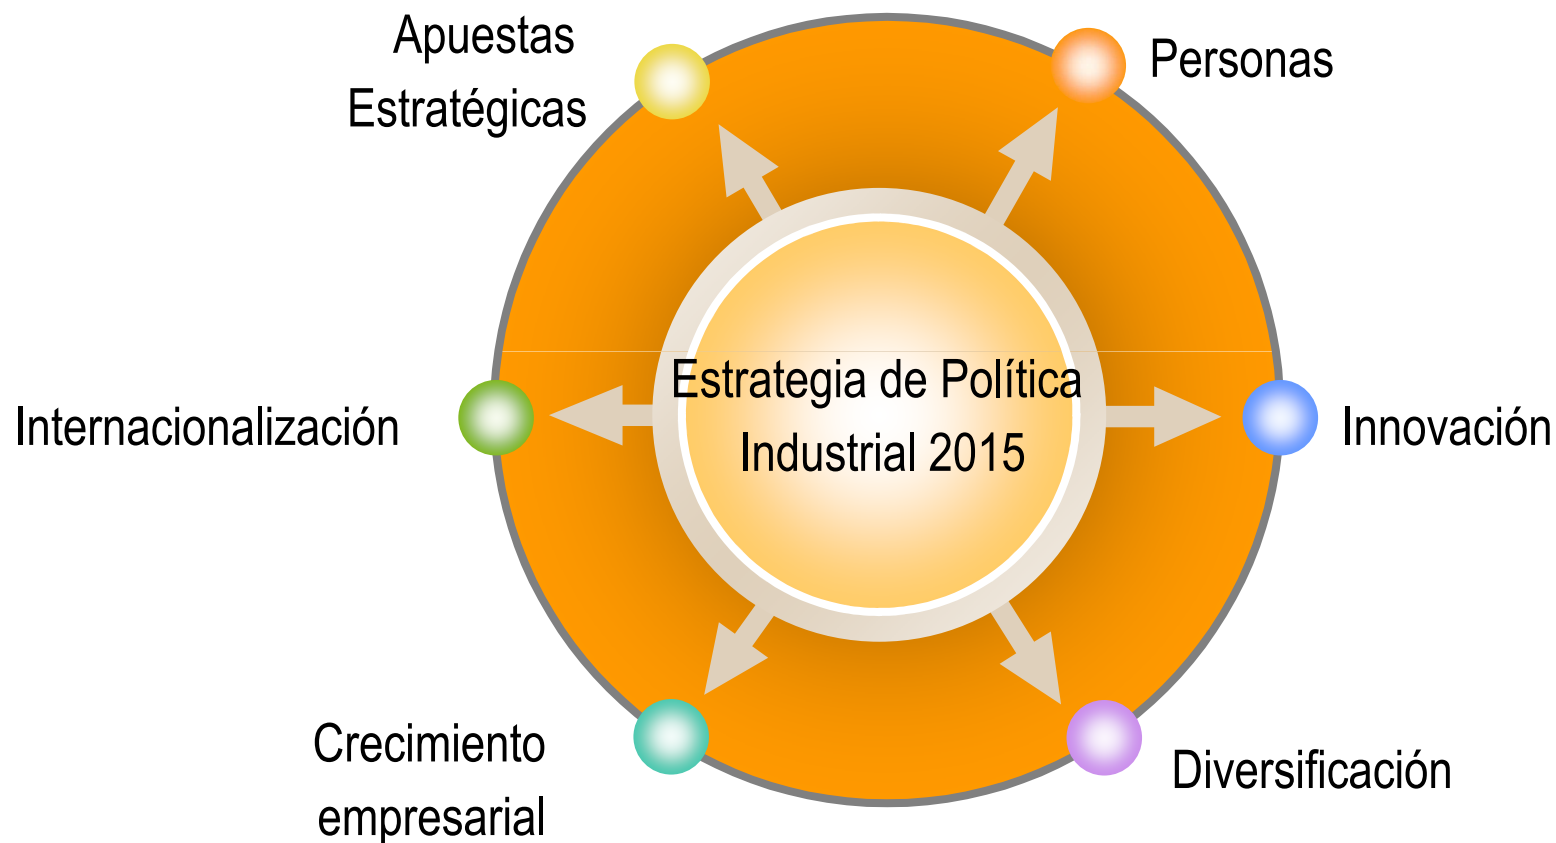 Apuestas
Estratégicas
Personas
Estrategia de Política
Industrial 2015
Internacionalización
Innovación
Crecimiento
empresarial
Diversificación